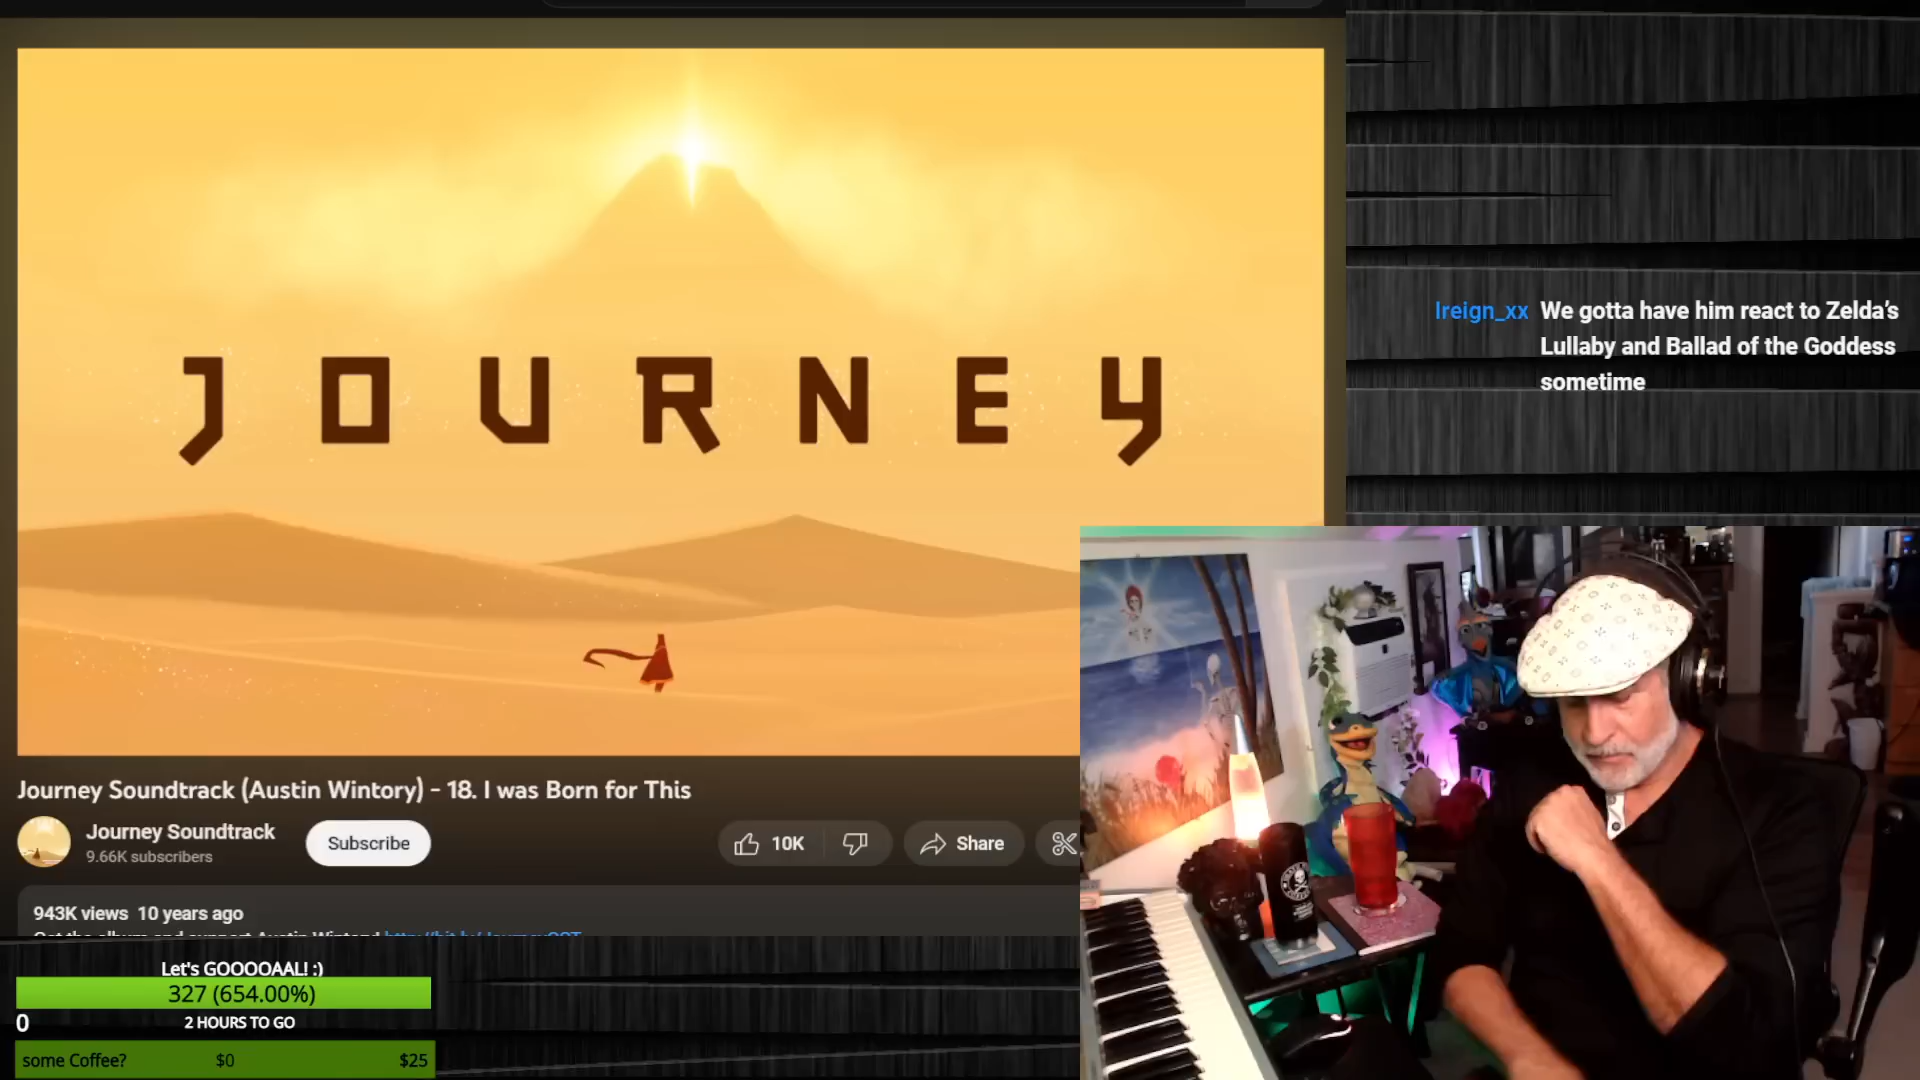 JOURNEY
Ireign_xx We gotta have him react to Zelda's
Lullaby and Ballad of the Goddess
sometime
Journey Soundtrack (Austin Wintory) - 18. I was Born for This
Journey Soundtrack
9.66K subscribers
Subscribe
10K
Share
943K views 10 years ago
Let's GOOOOAAL! :)
327 (654.00%)
0
2 HOURS TO GO
some Coffee? $0 $25